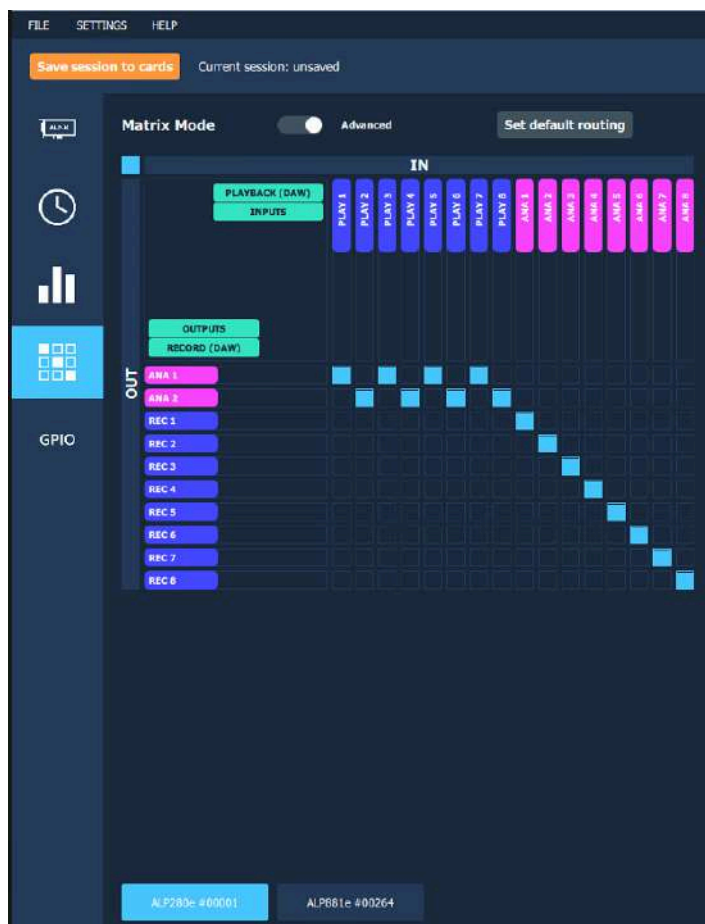 FILE SETTINGS HELP
Save session to cards Current session: unsaved
ALP-X
Matrix Mode Advanced Set default routing
IN
PLAYBACK (DAW)
INPUTS
PLAY 1 PLAY 2 PLAY 3 PLAY 4 PLAY 5 PLAY 6 PLAY 7 PLAY 8 ANA 1 ANA 2 ANA 3 ANA 4 ANA 5 ANA 6 ANA 7 ANA 8
OUTPUTS
RECORD (DAW)
OUT
ANA 1
ANA 2
REC 1
REC 2
REC 3
REC 4
REC 5
REC 6
REC 7
REC 8
GPIO
ALP280e #00001 ALP881e #00264